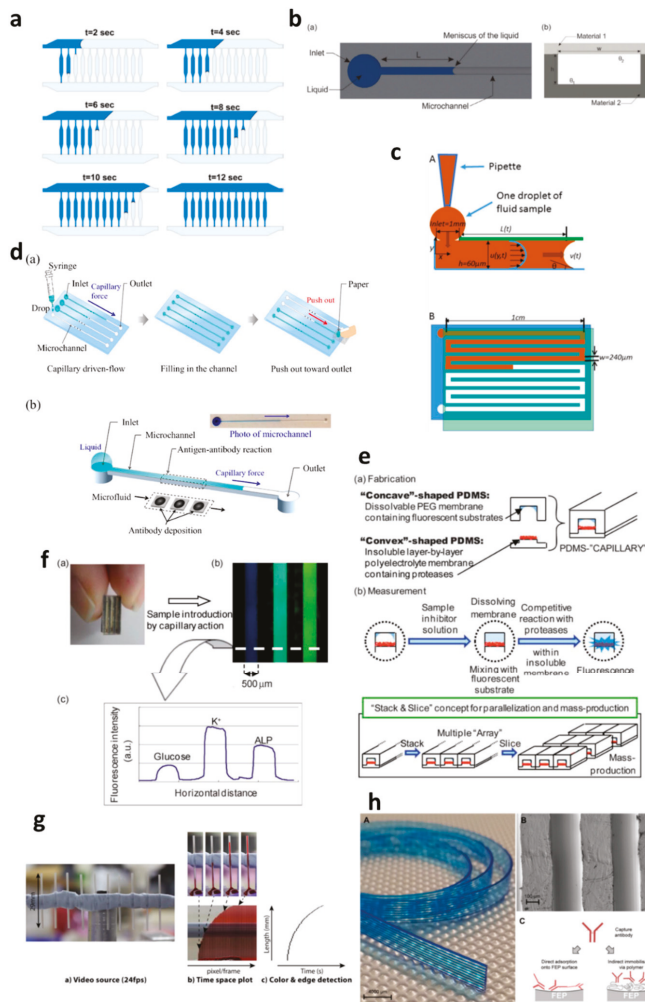 a
t=2 sec
t=4 sec
t=6 sec
t=8 sec
t=10 sec
t=12 sec
b
(a)
Inlet
L
Meniscus of the liquid
Liquid
Microchannel
(b)
Material 1
w
θ2
θ1
Material 2
c
A
Pipette
One droplet of
fluid sample
Inlet=1mm
L(t)
y
x
h=60μm
u(y,t)
v(t)
θ
B
1cm
w=240μm
d
(a)
Syringe
Inlet
Capillary
force
Outlet
Drop
Microchannel
Paper
Push out
Capillary driven-flow
Filling in the channel
Push out toward outlet
(b)
Inlet
Liquid
Microchannel
Antigen-antibody reaction
Photo of microchannel
Capillary force
Outlet
Microfluid
Antibody deposition
e
(a) Fabrication
"Concave"-shaped PDMS:
Dissolvable PEG membrane
containing fluorescent substrates
"Convex"-shaped PDMS:
Insoluble layer-by-layer
polyelectrolyte membrane
containing proteases
PDMS-"CAPILLARY"
(b) Measurement
Sample
inhibitor
solution
Dissolving
membrane
Competitive
reaction with
proteases
Mixing with
fluorescent
substrate
within
insoluble
membrane
Fluorescence
"Stack & Slice" concept for parallelization and mass-production
Multiple "Array"
Stack
Slice
Mass-
production
f
(a)
Sample introduction
by capillary action
(b)
500 μm
(c)
Fluorescence intensity
(a.u.)
Glucose
K+
ALP
Horizontal distance
g
a) Video source (24fps)
pixel/frame
b) Time space plot
Length (mm)
Time (s)
c) Color & edge detection
h
A
B
C
Capture
antibody
Direct adsorption
onto FEP surface
Indirect immobiliz
via polymer
FEP
FEP